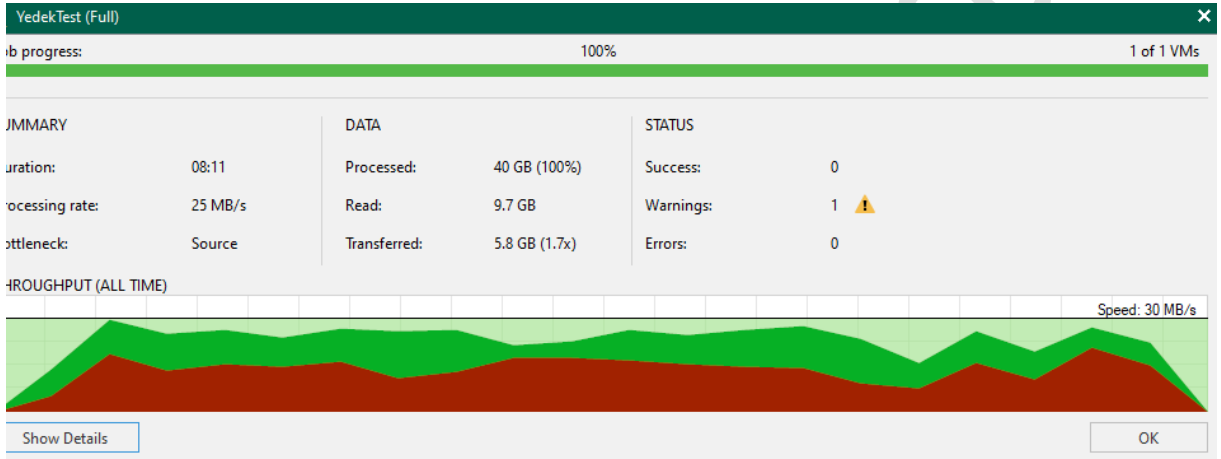 YedekTest (Full)
ob progress: 100% 1 of 1 VMs
UMMARY DATA STATUS
uration: 08:11 Processed: 40 GB (100%) Success: 0
rocessing rate: 25 MB/s Read: 9.7 GB Warnings: 1
ottleneck: Source Transferred: 5.8 GB (1.7x) Errors: 0
HROUGHPUT (ALL TIME)
Speed: 30 MB/s
Show Details OK